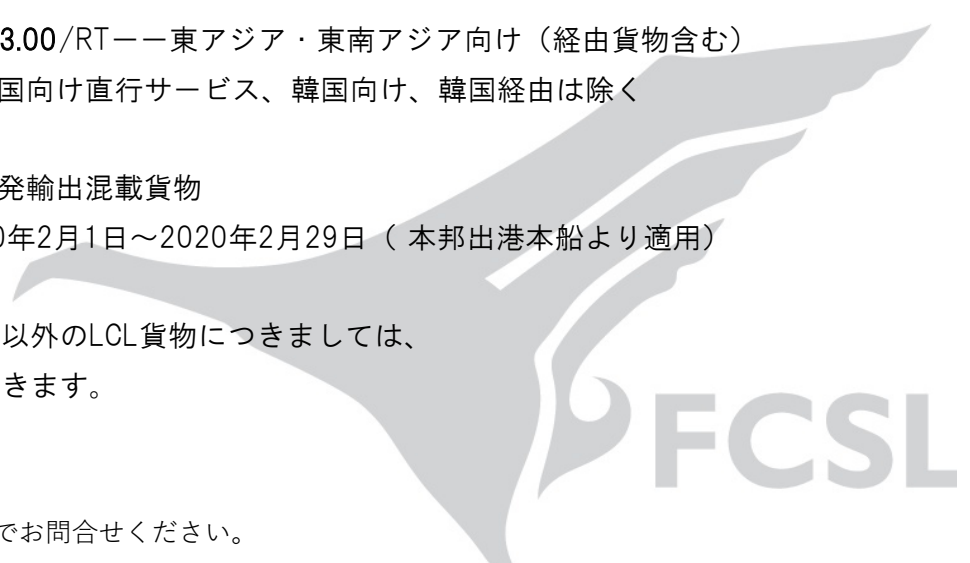 3.00/RTーー東アジア・東南アジア向け（経由貨物含む）
国向け直行サービス、韓国向け、韓国経由は除く
発輸出混載貨物
0年2月1日～2020年2月29日（ 本邦出港本船より適用）
以外のLCL貨物につきましては、
きます。
FCSL
でお問合せください。